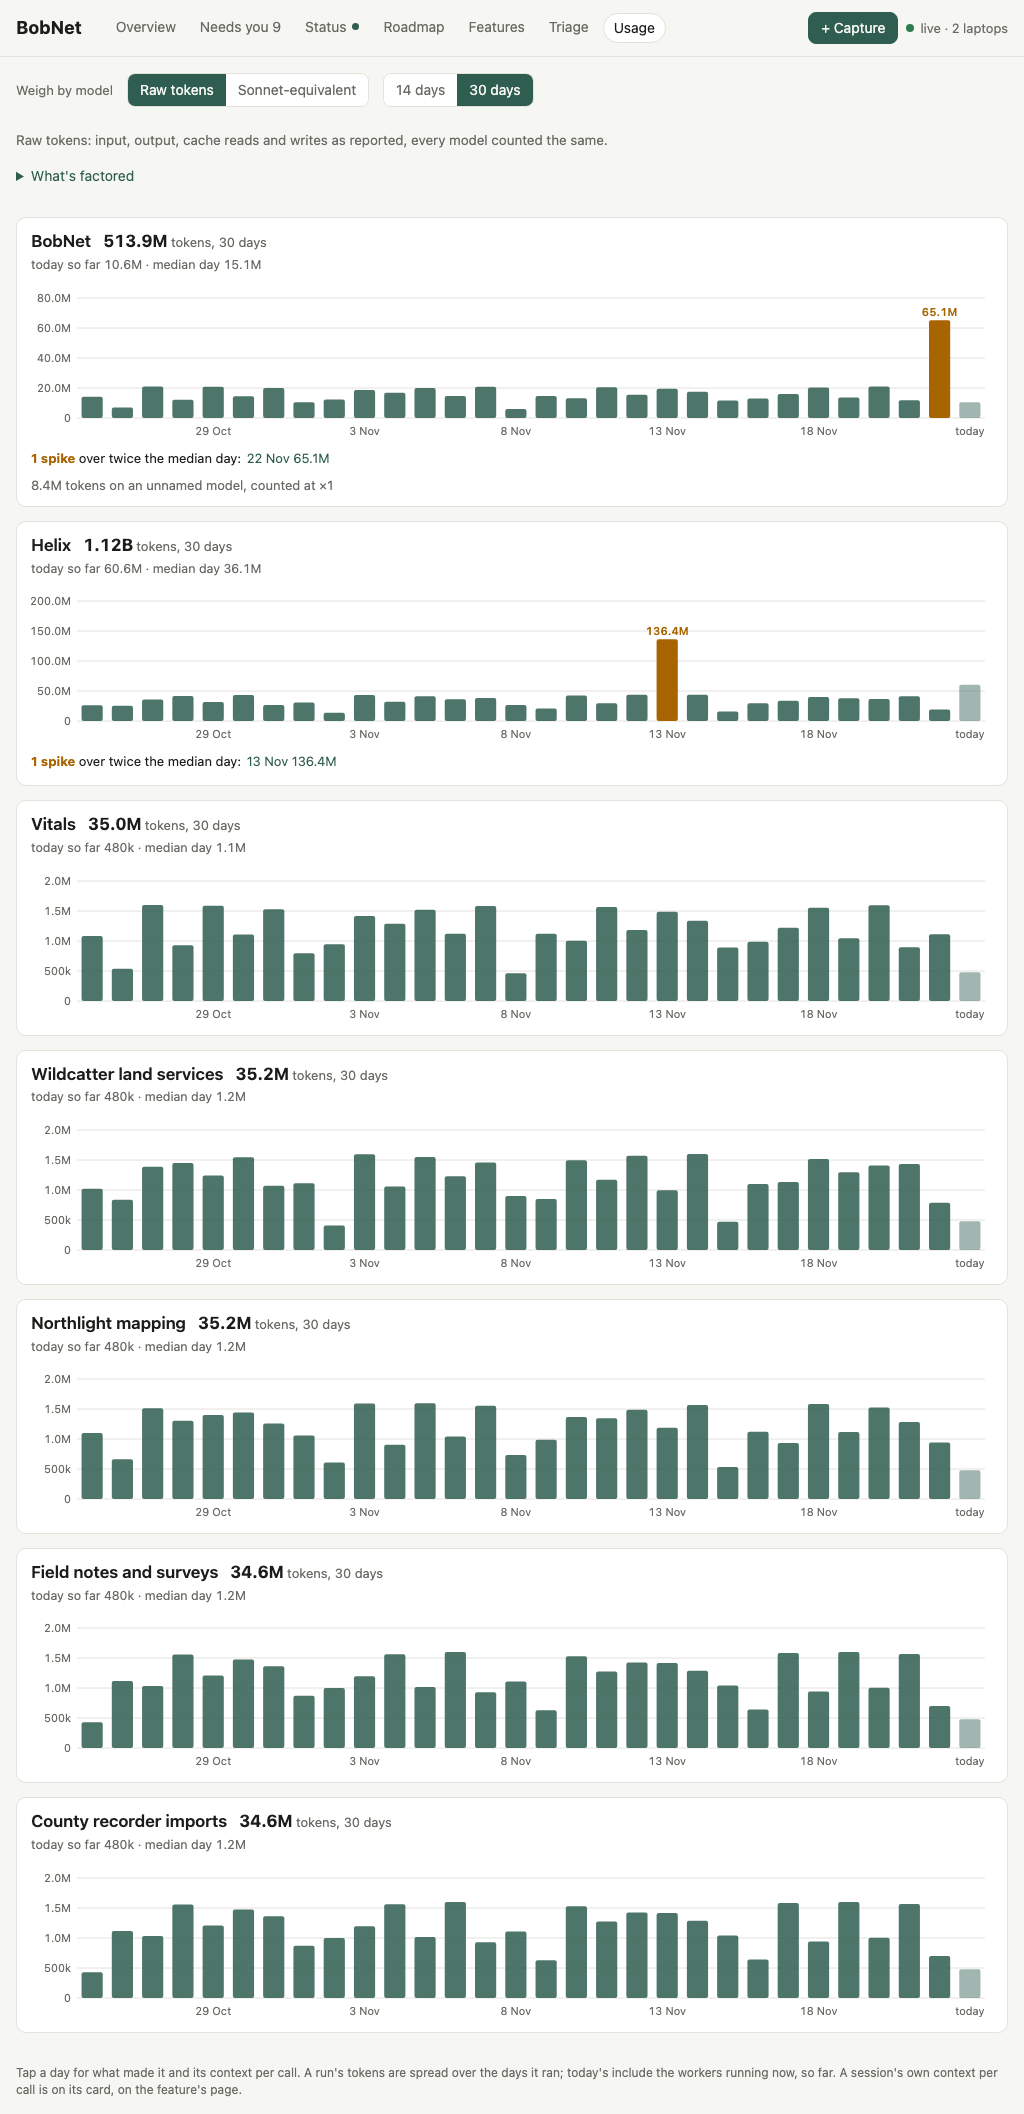 BobNet
Overview
Needs you 9
Status
Roadmap
Features
Triage
Usage
+ Capture
live · 2 laptops
Weigh by model
Raw tokens
Sonnet-equivalent
14 days
30 days
Raw tokens: input, output, cache reads and writes as reported, every model counted the same.
What's factored
BobNet 513.9M tokens, 30 days
today so far 10.6M · median day 15.1M
80.0M
60.0M
40.0M
20.0M
0
65.1M
29 Oct
3 Nov
8 Nov
13 Nov
18 Nov
today
1 spike over twice the median day: 22 Nov 65.1M
8.4M tokens on an unnamed model, counted at ×1
Helix 1.12B tokens, 30 days
today so far 60.6M · median day 36.1M
200.0M
150.0M
100.0M
50.0M
0
136.4M
29 Oct
3 Nov
8 Nov
13 Nov
18 Nov
today
1 spike over twice the median day: 13 Nov 136.4M
Vitals 35.0M tokens, 30 days
today so far 480k · median day 1.1M
2.0M
1.5M
1.0M
500k
0
29 Oct
3 Nov
8 Nov
13 Nov
18 Nov
today
Wildcatter land services 35.2M tokens, 30 days
today so far 480k · median day 1.2M
2.0M
1.5M
1.0M
500k
0
29 Oct
3 Nov
8 Nov
13 Nov
18 Nov
today
Northlight mapping 35.2M tokens, 30 days
today so far 480k · median day 1.2M
2.0M
1.5M
1.0M
500k
0
29 Oct
3 Nov
8 Nov
13 Nov
18 Nov
today
Field notes and surveys 34.6M tokens, 30 days
today so far 480k · median day 1.2M
2.0M
1.5M
1.0M
500k
0
29 Oct
3 Nov
8 Nov
13 Nov
18 Nov
today
County recorder imports 34.6M tokens, 30 days
today so far 480k · median day 1.2M
2.0M
1.5M
1.0M
500k
0
29 Oct
3 Nov
8 Nov
13 Nov
18 Nov
today
Tap a day for what made it and its context per call. A run's tokens are spread over the days it ran; today's include the workers running now, so far. A session's own context per
call is on its card, on the feature's page.